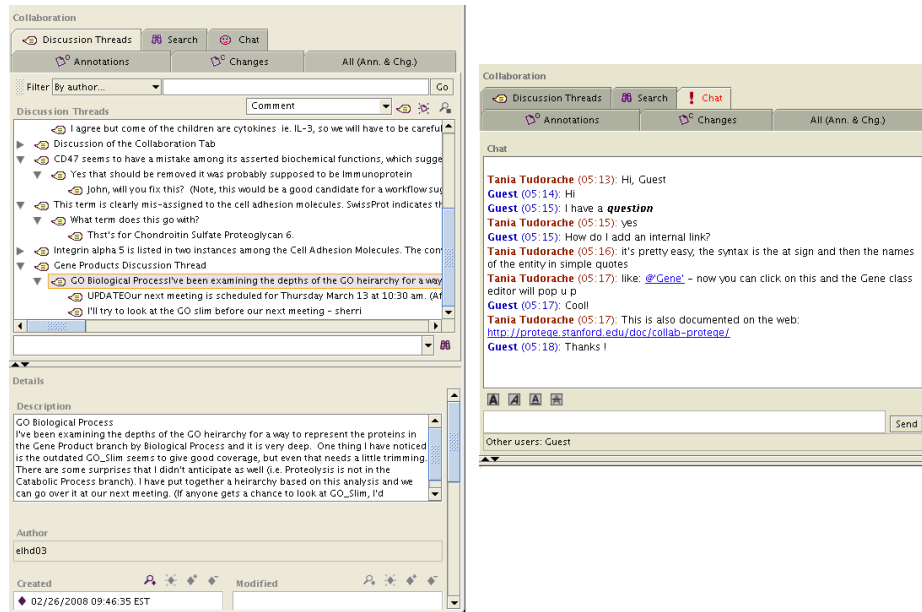 Collaboration
Discussion Threads
Search
Chat
Annotations
Changes
All (Ann. & Chg.)
Filter By author... Go
Discussion Threads
Comment
I agree but come of the children are cytokines ie. IL-3, so we will have to be careful
Discussion of the Collaboration Tab
CD47 seems to have a mistake among its asserted biochemical functions, which sugge
Yes that should be removed it was probably supposed to be Immunoprotein
John, will you fix this? (Note, this would be a good candidate for a workflow sug
This term is clearly mis-assigned to the cell adhesion molecules. SwissProt indicates th
What term does this go with?
Thst's for Chondroitin Sulfate Proteoglycan 6.
Integrin alpha 5 is listed in two instances among the Cell Adhesion Molecules. The con
Gene Products Discussion Thread
GO Biological ProcessI've been examining the depths of the GO heirarchy for a way
UPDATEOur next meeting is scheduled for Thursday March 13 at 10:30 am. (Af
I'll try to look at the GO slim before our next meeting - sherri
Details
Description
GO Biological Process
I've been examining the depths of the GO heirarchy for a way to represent the proteins in
the Gene Product branch by Biological Process and it is very deep. One thing I have noticed
is the outdated GO_Slim seems to give good coverage, but even that needs a little trimming.
There are some surprises that I didn't anticipate as well (i.e. Proteolysis is not in the
Catabolic Process branch). I have put together a heirarchy based on this analysis and we
can go over it at our next meeting. (If anyone gets a chance to look at GO_Slim, I'd
Author
elhd03
Created
Modified
02/26/2008 09:46:35 EST
Collaboration
Discussion Threads
Search
Chat
Annotations
Changes
All (Ann. & Chg.)
Chat
Tania Tudorache (05:13): Hi, Guest
Guest (05:14): Hi
Guest (05:15): I have a question
Tania Tudorache (05:15): yes
Guest (05:15): How do I add an internal link?
Tania Tudorache (05:16): it's pretty easy, the syntax is the at sign and then the names
of the entity in simple quotes
Tania Tudorache (05:17): like: @'Gene' - now you can click on this and the Gene class
editor will pop u p
Guest (05:17): Cool!
Tania Tudorache (05:17): This is also documented on the web:
http://protege.stanford.edu/doc/collab-protege/
Guest (05:18): Thanks !
A A A A
Send
Other users: Guest